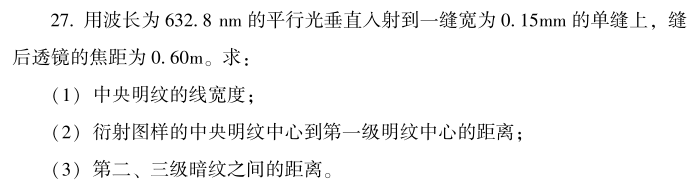 27. 用波长为 632.8 nm 的平行光垂直入射到一缝宽为 0.15mm 的单缝上，缝
后透镜的焦距为 0.60m。求：
(1) 中央明纹的线宽度；
(2) 衍射图样的中央明纹中心到第一级明纹中心的距离；
(3) 第二、三级暗纹之间的距离。